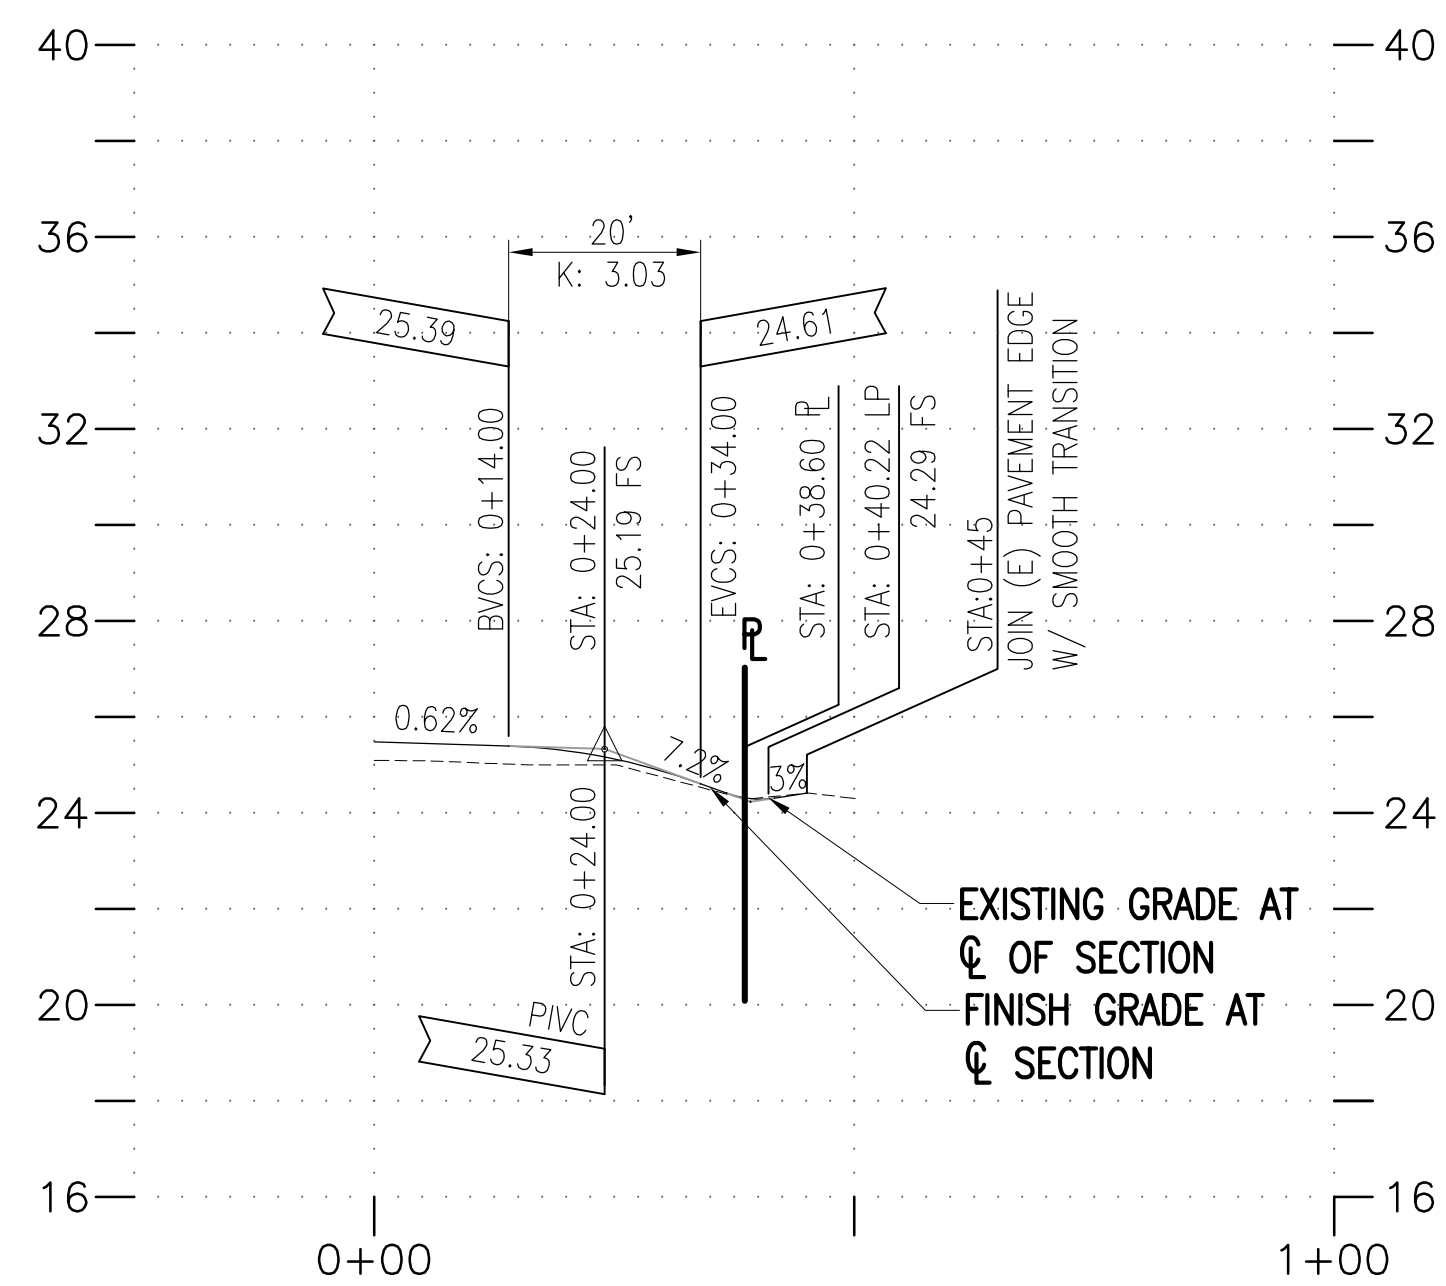 40
40
36
36
20'
K: 3.03
25.39
24.61
32
32
BVCS: 0+14.00
STA: 0+24.00
25.19 FS
EVCS: 0+34.00
STA: 0+38.60 ⅊
STA: 0+40.22 LP
24.29 FS
STA:0+45
JOIN (E) PAVEMENT EDGE
W/ SMOOTH TRANSITION
28
28
⅊
0.62%
7.2%
3%
24
24
STA: 0+24.00
EXISTING GRADE AT
℄ OF SECTION
FINISH GRADE AT
℄ SECTION
20
20
PIVC
25.33
16
16
0+00
1+00